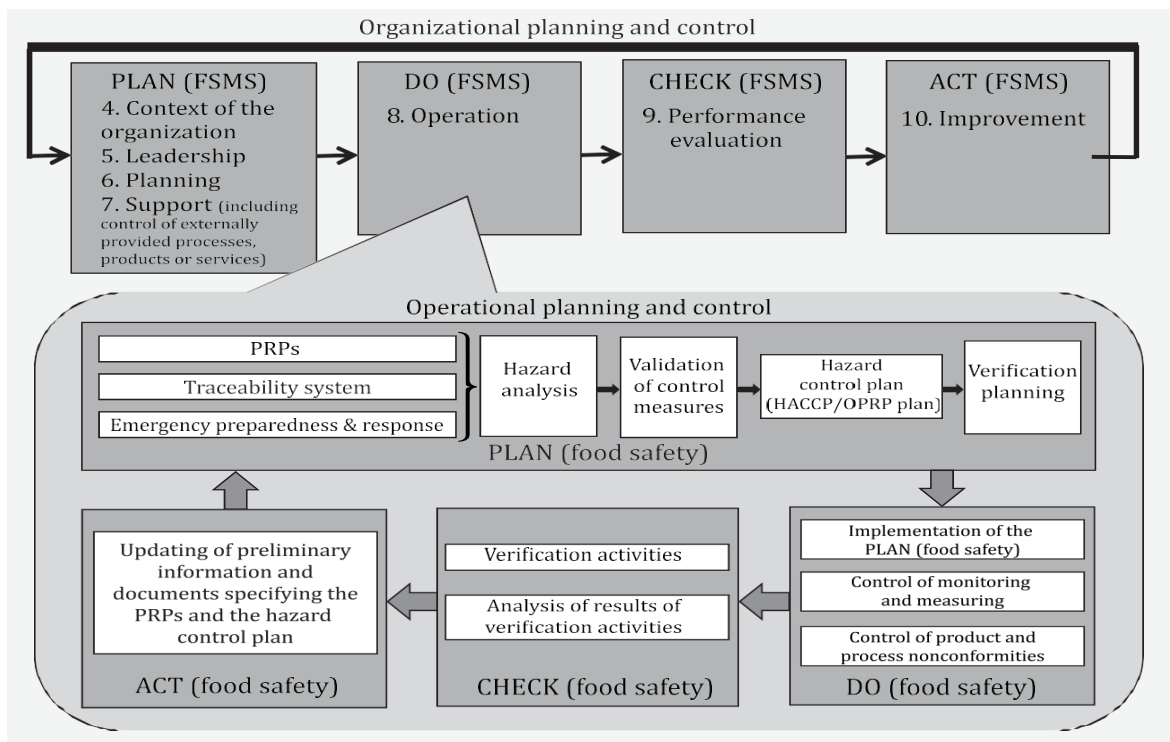 Organizational planning and control
PLAN (FSMS)
4. Context of the
organization
5. Leadership
6. Planning
7. Support (including
control of externally
provided processes,
products or services)
DO (FSMS)
8. Operation
CHECK (FSMS)
9. Performance
evaluation
ACT (FSMS)
10. Improvement
Operational planning and control
PRPs
Traceability system
Emergency preparedness & response
Hazard
analysis
Validation
of control
measures
Hazard
control plan
(HACCP/OPRP plan)
Verification
planning
PLAN (food safety)
Updating of preliminary
information and
documents specifying the
PRPs and the hazard
control plan
ACT (food safety)
Verification activities
Analysis of results of
verification activities
CHECK (food safety)
Implementation of the
PLAN (food safety)
Control of monitoring
and measuring
Control of product and
process nonconformities
DO (food safety)